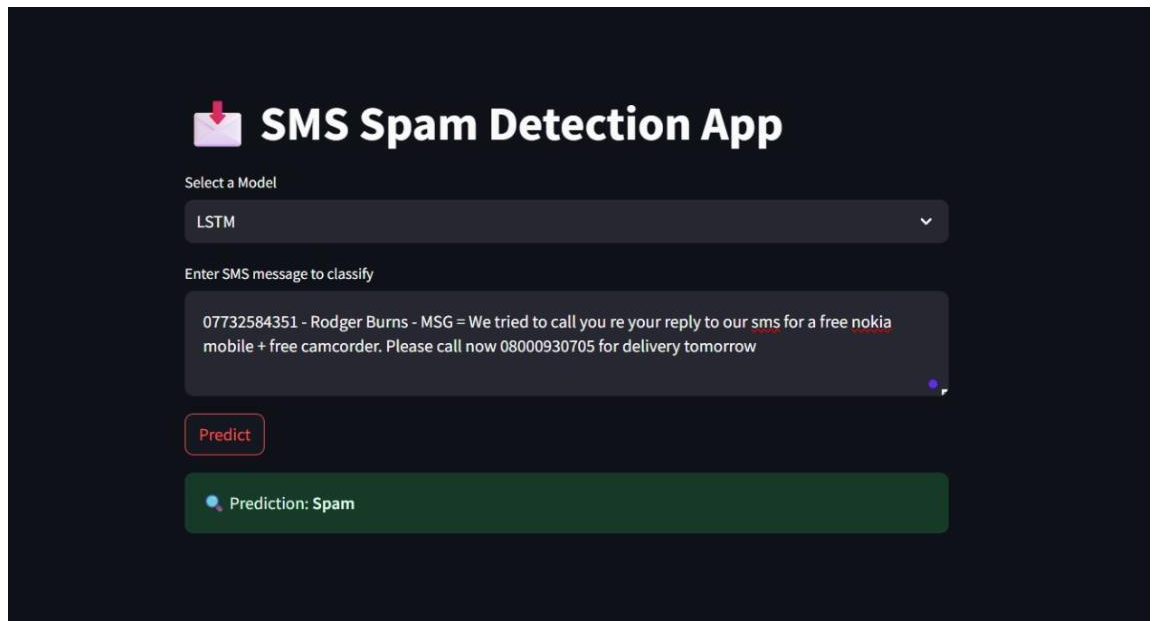 SMS Spam Detection App
Select a Model
LSTM
Enter SMS message to classify
07732584351 - Rodger Burns - MSG = We tried to call you re your reply to our sms for a free nokia
mobile + free camcorder. Please call now 08000930705 for delivery tomorrow
Predict
Prediction: Spam